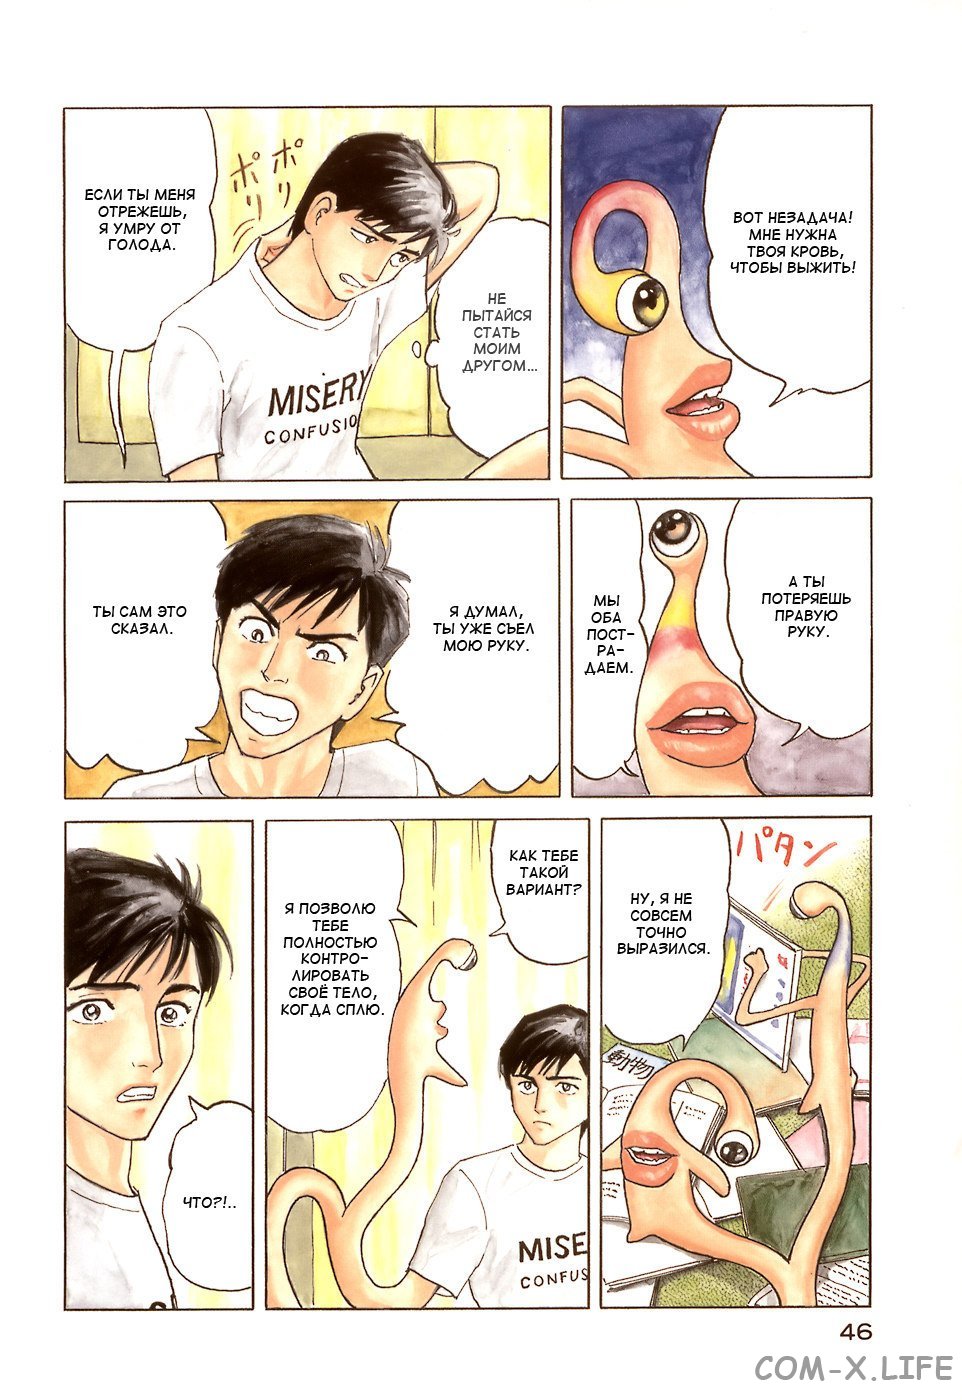 ВОТ НЕЗАДАЧА!
МНЕ НУЖНА
ТВОЯ КРОВЬ,
ЧТОБЫ ВЫЖИТЬ!
ポリ
ポリ
НЕ
ПЫТАЙСЯ
СТАТЬ
МОИМ
ДРУГОМ...
ЕСЛИ ТЫ МЕНЯ
ОТРЕЖЕШЬ,
Я УМРУ ОТ
ГОЛОДА.
MISERY
CONFUSIO
А ТЫ
ПОТЕРЯЕШЬ
ПРАВУЮ
РУКУ.
МЫ
ОБА
ПОСТ-
РА-
ДАЕМ.
Я ДУМАЛ,
ТЫ УЖЕ СЪЕЛ
МОЮ РУКУ.
ТЫ САМ ЭТО
СКАЗАЛ.
パタン
НУ, Я НЕ
СОВСЕМ
ТОЧНО
ВЫРАЗИЛСЯ.
動物
КАК ТЕБЕ
ТАКОЙ
ВАРИАНТ?
Я ПОЗВОЛЮ
ТЕБЕ
ПОЛНОСТЬЮ
КОНТРО-
ЛИРОВАТЬ
СВОЁ ТЕЛО,
КОГДА СПЛЮ.
MISE
CONFUS
ЧТО?!..
46
COM-X.LIFE